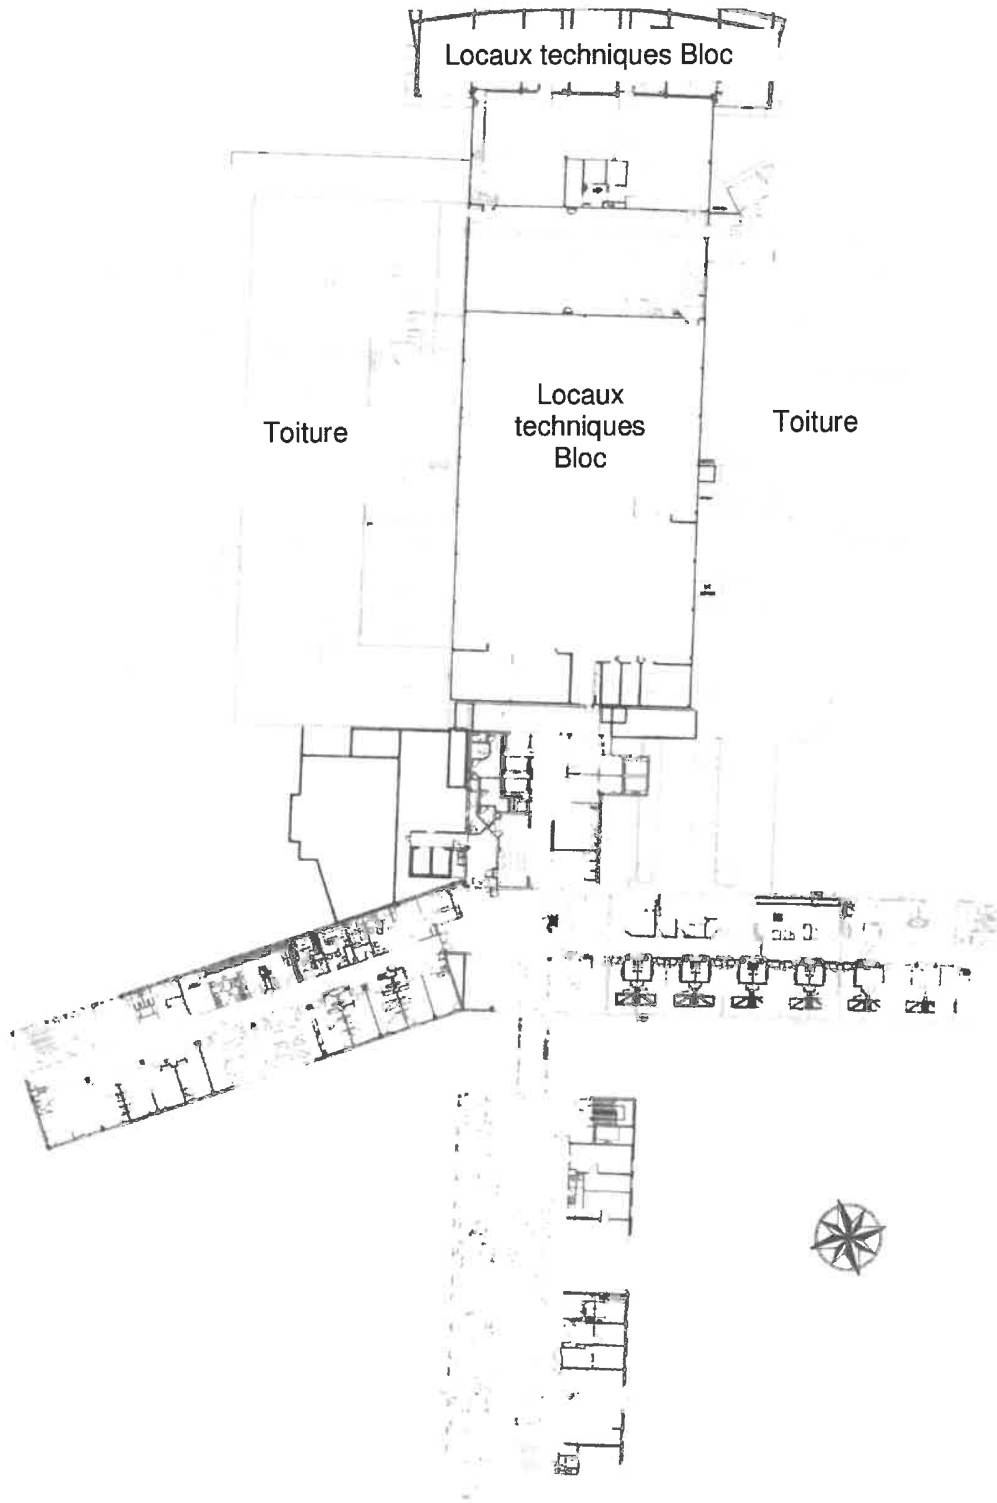 Locaux techniques Bloc
Locaux
techniques
Bloc
Toiture
Toiture